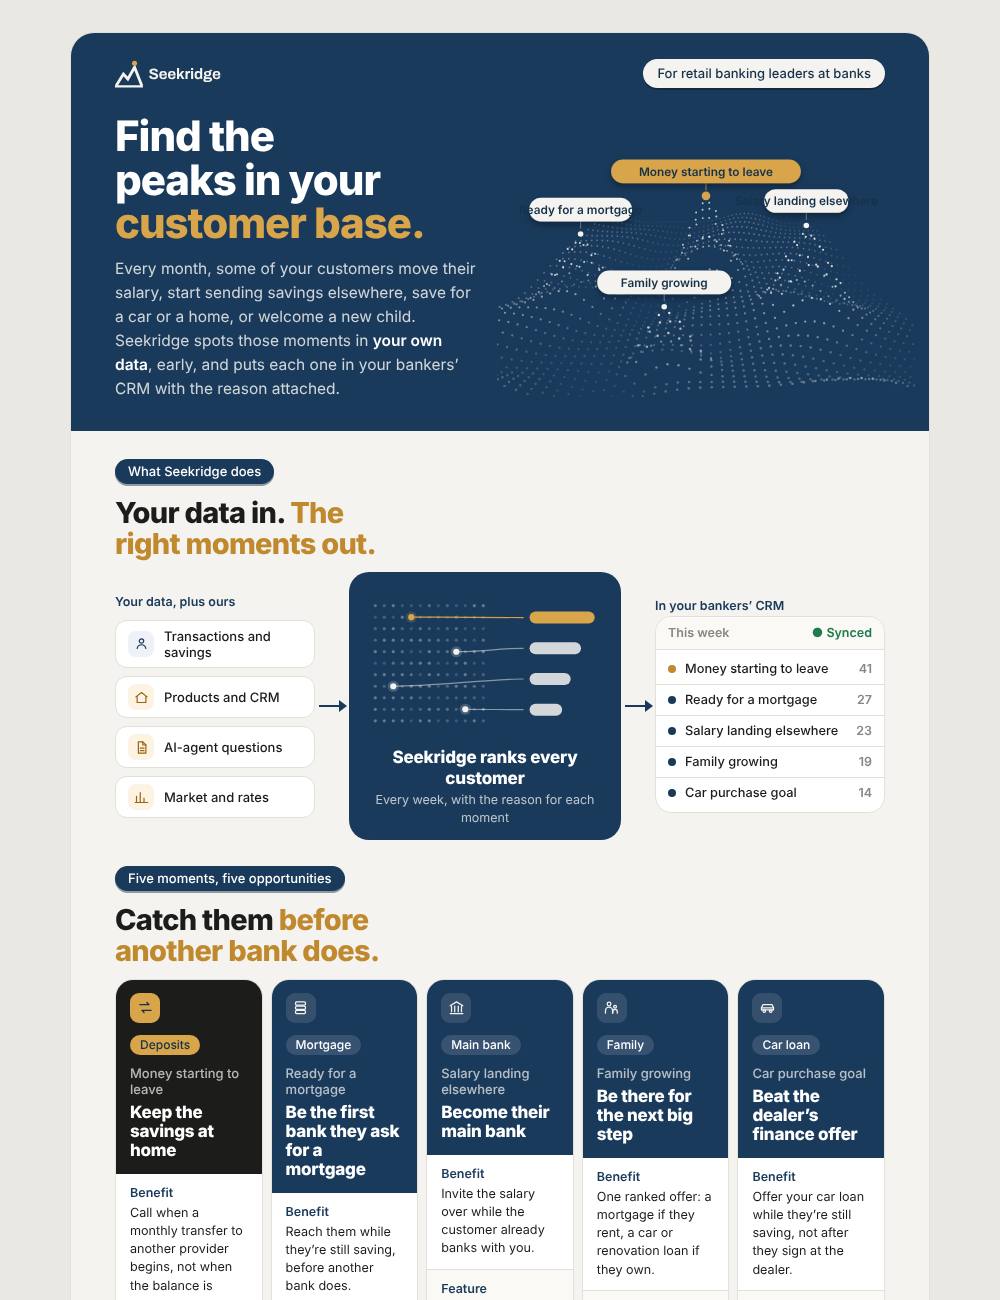 Seekridge
For retail banking leaders at banks
Find the
peaks in your
customer base.
Every month, some of your customers move their
salary, start sending savings elsewhere, save for
a car or a home, or welcome a new child.
Seekridge spots those moments in your own
data, early, and puts each one in your bankers’
CRM with the reason attached.
Money starting to leave
Salary landing elsewhere
Ready for a mortgage
Family growing
What Seekridge does
Your data in. The
right moments out.
Your data, plus ours
Transactions and
savings
Products and CRM
AI-agent questions
Market and rates
Seekridge ranks every
customer
Every week, with the reason for each
moment
In your bankers’ CRM
This week Synced
Money starting to leave 41
Ready for a mortgage 27
Salary landing elsewhere 23
Family growing 19
Car purchase goal 14
Five moments, five opportunities
Catch them before
another bank does.
Deposits
Money starting to
leave
Keep the
savings at
home
Benefit
Call when a
monthly transfer to
another provider
begins, not when
the balance is
Mortgage
Ready for a
mortgage
Be the first
bank they ask
for a
mortgage
Benefit
Reach them while
they’re still saving,
before another
bank does.
Main bank
Salary landing
elsewhere
Become their
main bank
Benefit
Invite the salary
over while the
customer already
banks with you.
Feature
Family
Family growing
Be there for
the next big
step
Benefit
One ranked offer: a
mortgage if they
rent, a car or
renovation loan if
they own.
Car loan
Car purchase goal
Beat the
dealer’s
finance offer
Benefit
Offer your car loan
while they’re still
saving, not after
they sign at the
dealer.